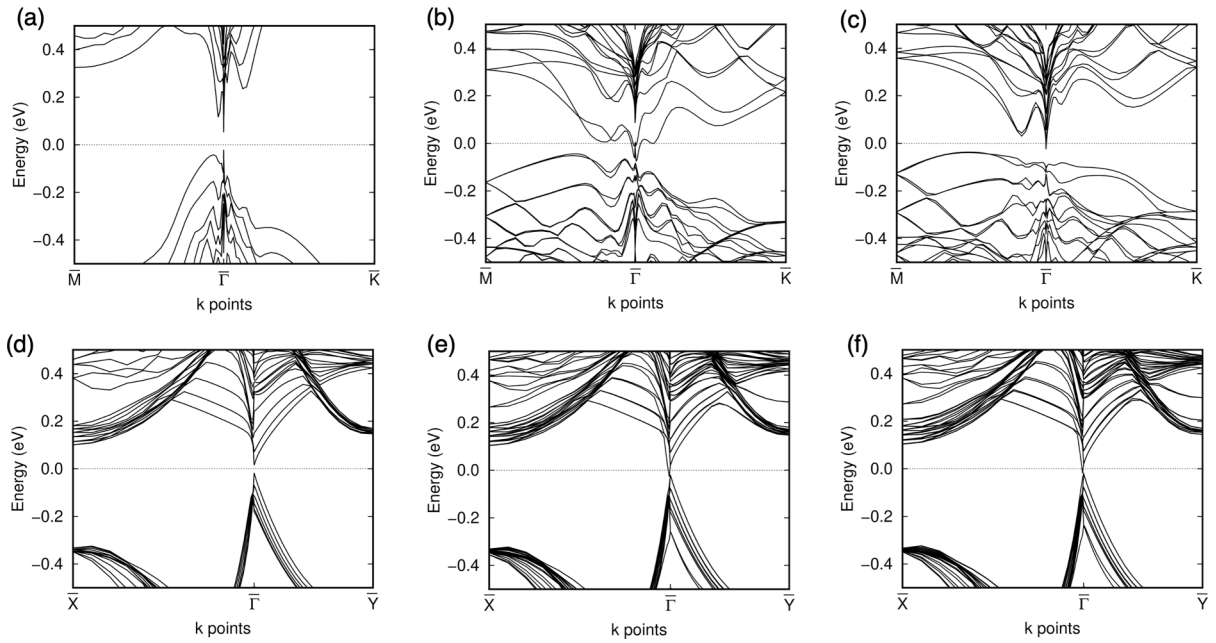 (a)
Energy (eV)
0.4
0.2
0.0
−0.2
−0.4
M̅ Γ̅ K̅
k points
(b)
Energy (eV)
0.4
0.2
0.0
−0.2
−0.4
M̅ Γ̅ K̅
k points
(c)
Energy (eV)
0.4
0.2
0.0
−0.2
−0.4
M̅ Γ̅ K̅
k points
(d)
Energy (eV)
0.4
0.2
0.0
−0.2
−0.4
X̅ Γ̅ Y̅
k points
(e)
Energy (eV)
0.4
0.2
0.0
−0.2
−0.4
X̅ Γ̅ Y̅
k points
(f)
Energy (eV)
0.4
0.2
0.0
−0.2
−0.4
X̅ Γ̅ Y̅
k points